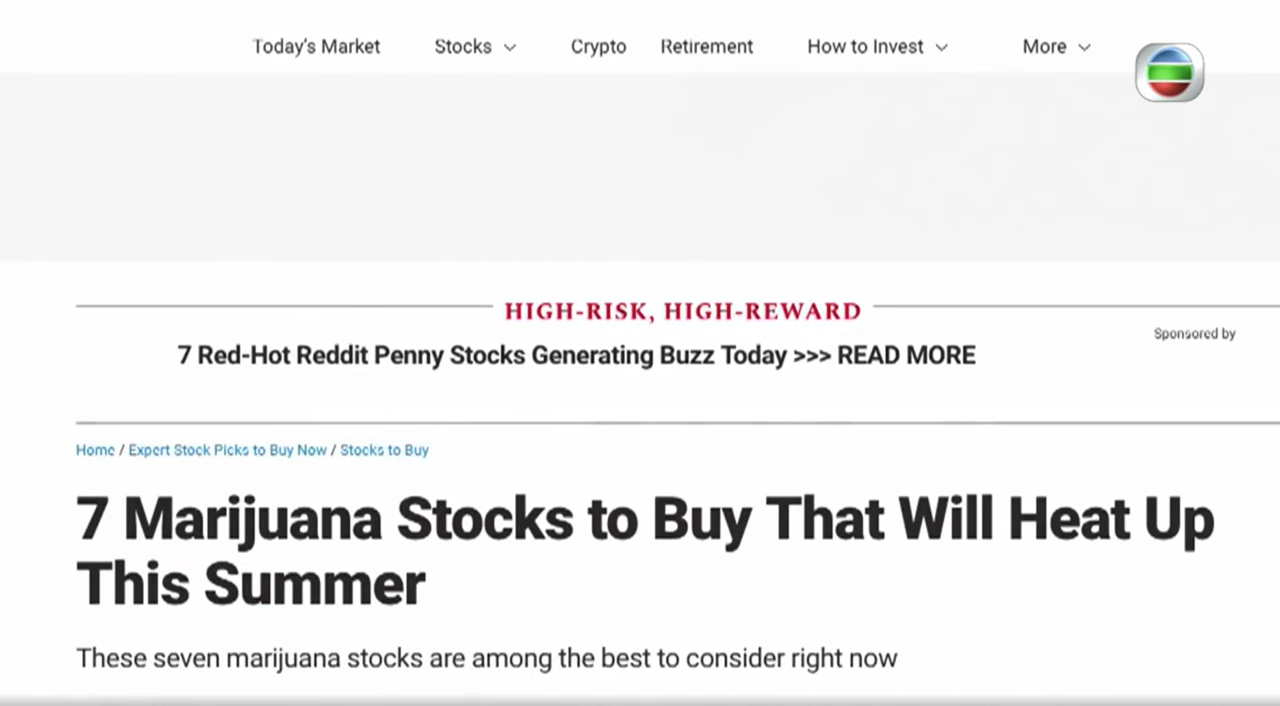 Today's Market Stocks Crypto Retirement How to Invest More
HIGH-RISK, HIGH-REWARD
Sponsored by
7 Red-Hot Reddit Penny Stocks Generating Buzz Today >>> READ MORE
Home / Expert Stock Picks to Buy Now / Stocks to Buy
7 Marijuana Stocks to Buy That Will Heat Up
This Summer
These seven marijuana stocks are among the best to consider right now